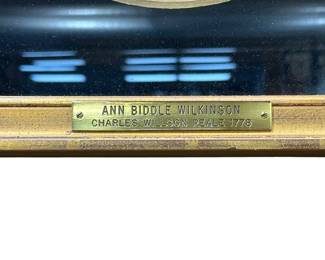 ANN BIDDLE WILKINSON
CHARLES WILLSON PEALE 1778